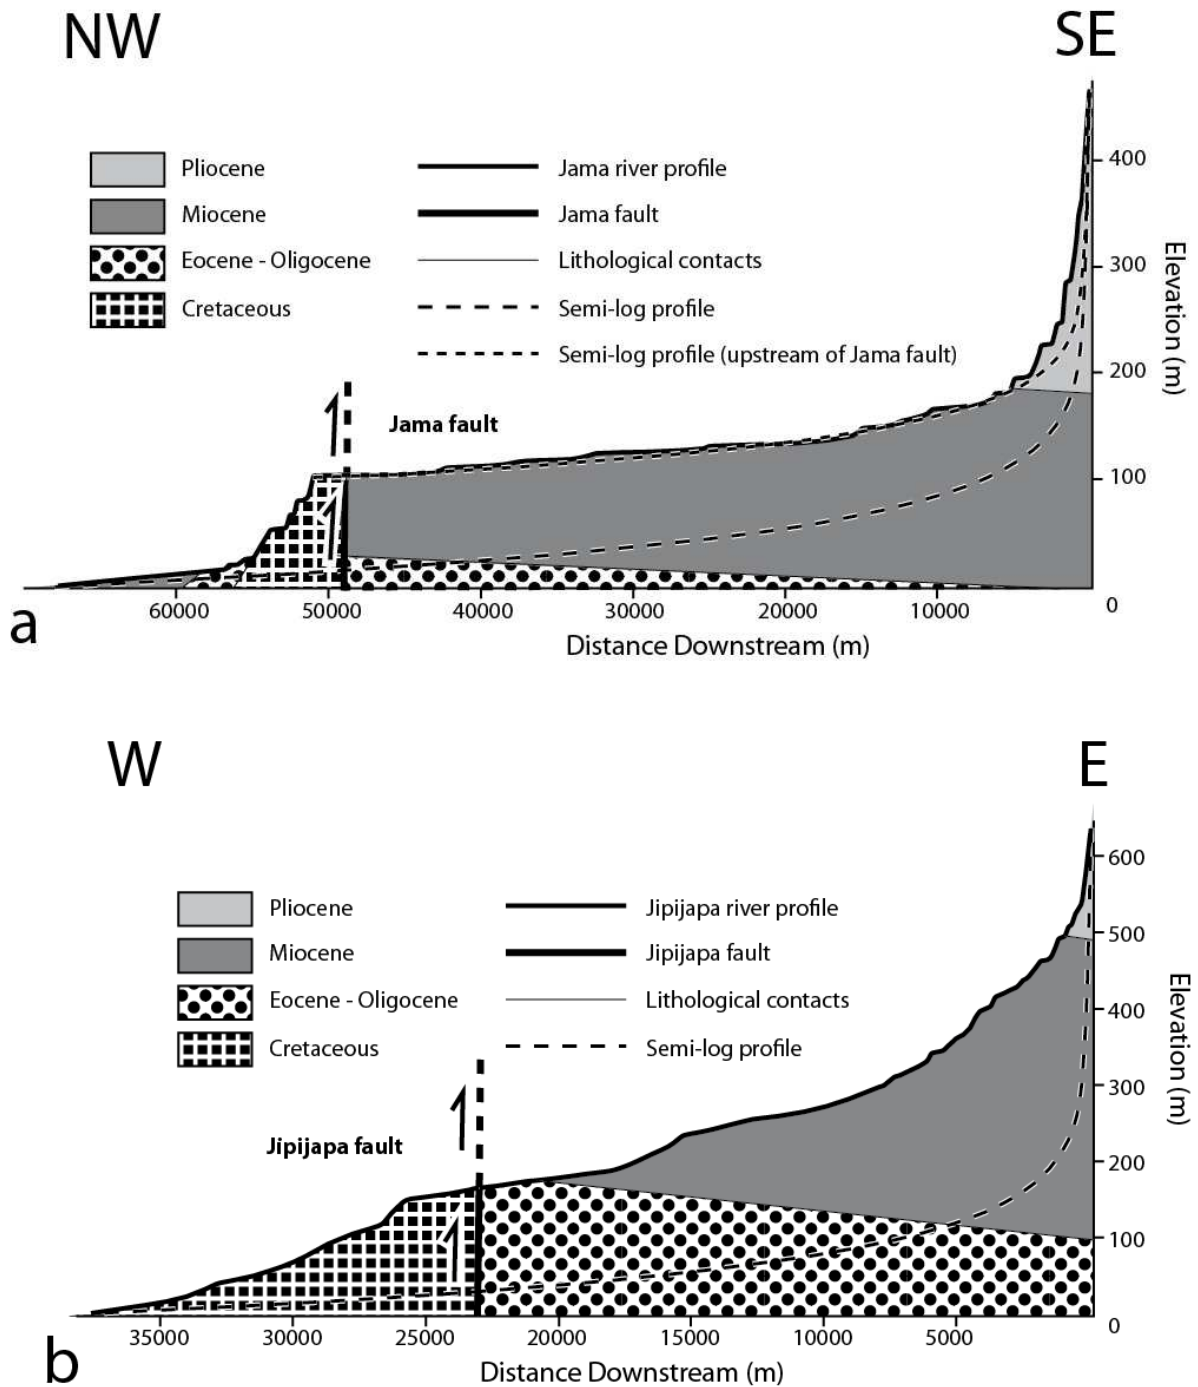 NW
SE
Pliocene
Miocene
Eocene - Oligocene
Cretaceous
Jama river profile
Jama fault
Lithological contacts
Semi-log profile
Semi-log profile (upstream of Jama fault)
Jama fault
400
300
200
100
0
Elevation (m)
60000 50000 40000 30000 20000 10000
Distance Downstream (m)
a
W
E
Pliocene
Miocene
Eocene - Oligocene
Cretaceous
Jipijapa river profile
Jipijapa fault
Lithological contacts
Semi-log profile
Jipijapa fault
600
500
400
300
200
100
0
Elevation (m)
35000 30000 25000 20000 15000 10000 5000
Distance Downstream (m)
b